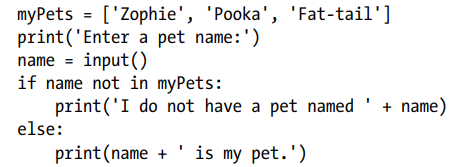 myPets = ['Zophie', 'Pooka', 'Fat-tail']
print('Enter a pet name:')
name = input()
if name not in myPets:
    print('I do not have a pet named ' + name)
else:
    print(name + ' is my pet.')